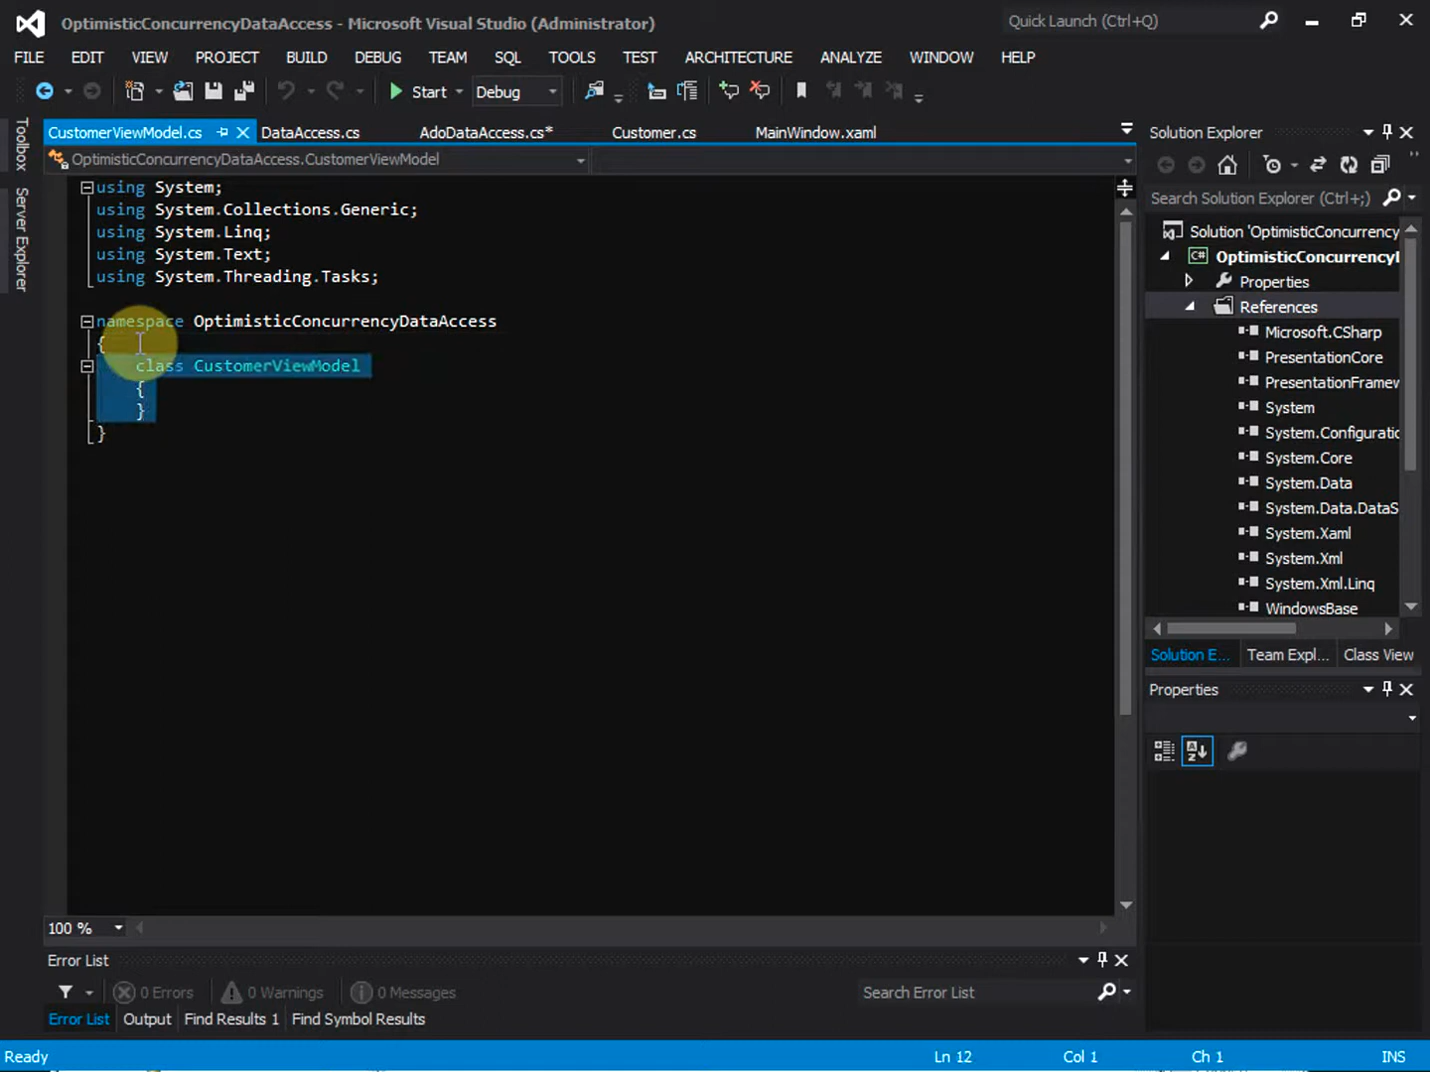 OptimisticConcurrencyDataAccess - Microsoft Visual Studio (Administrator)
Quick Launch (Ctrl+Q)
FILE EDIT VIEW PROJECT BUILD DEBUG TEAM SQL TOOLS TEST ARCHITECTURE ANALYZE WINDOW HELP
Start Debug
Toolbox
Server Explorer
CustomerViewModel.cs DataAccess.cs AdoDataAccess.cs* Customer.cs MainWindow.xaml
OptimisticConcurrencyDataAccess.CustomerViewModel
using System;
using System.Collections.Generic;
using System.Linq;
using System.Text;
using System.Threading.Tasks;
namespace OptimisticConcurrencyDataAccess
{
class CustomerViewModel
{
}
}
100 %
Solution Explorer
Search Solution Explorer (Ctrl+;)
Solution 'OptimisticConcurrency
C# OptimisticConcurrencyI
Properties
References
Microsoft.CSharp
PresentationCore
PresentationFramew
System
System.Configuratic
System.Core
System.Data
System.Data.DataS
System.Xaml
System.Xml
System.Xml.Linq
WindowsBase
Solution E... Team Expl... Class View
Properties
Error List
0 Errors 0 Warnings 0 Messages
Search Error List
Error List Output Find Results 1 Find Symbol Results
Ready Ln 12 Col 1 Ch 1 INS